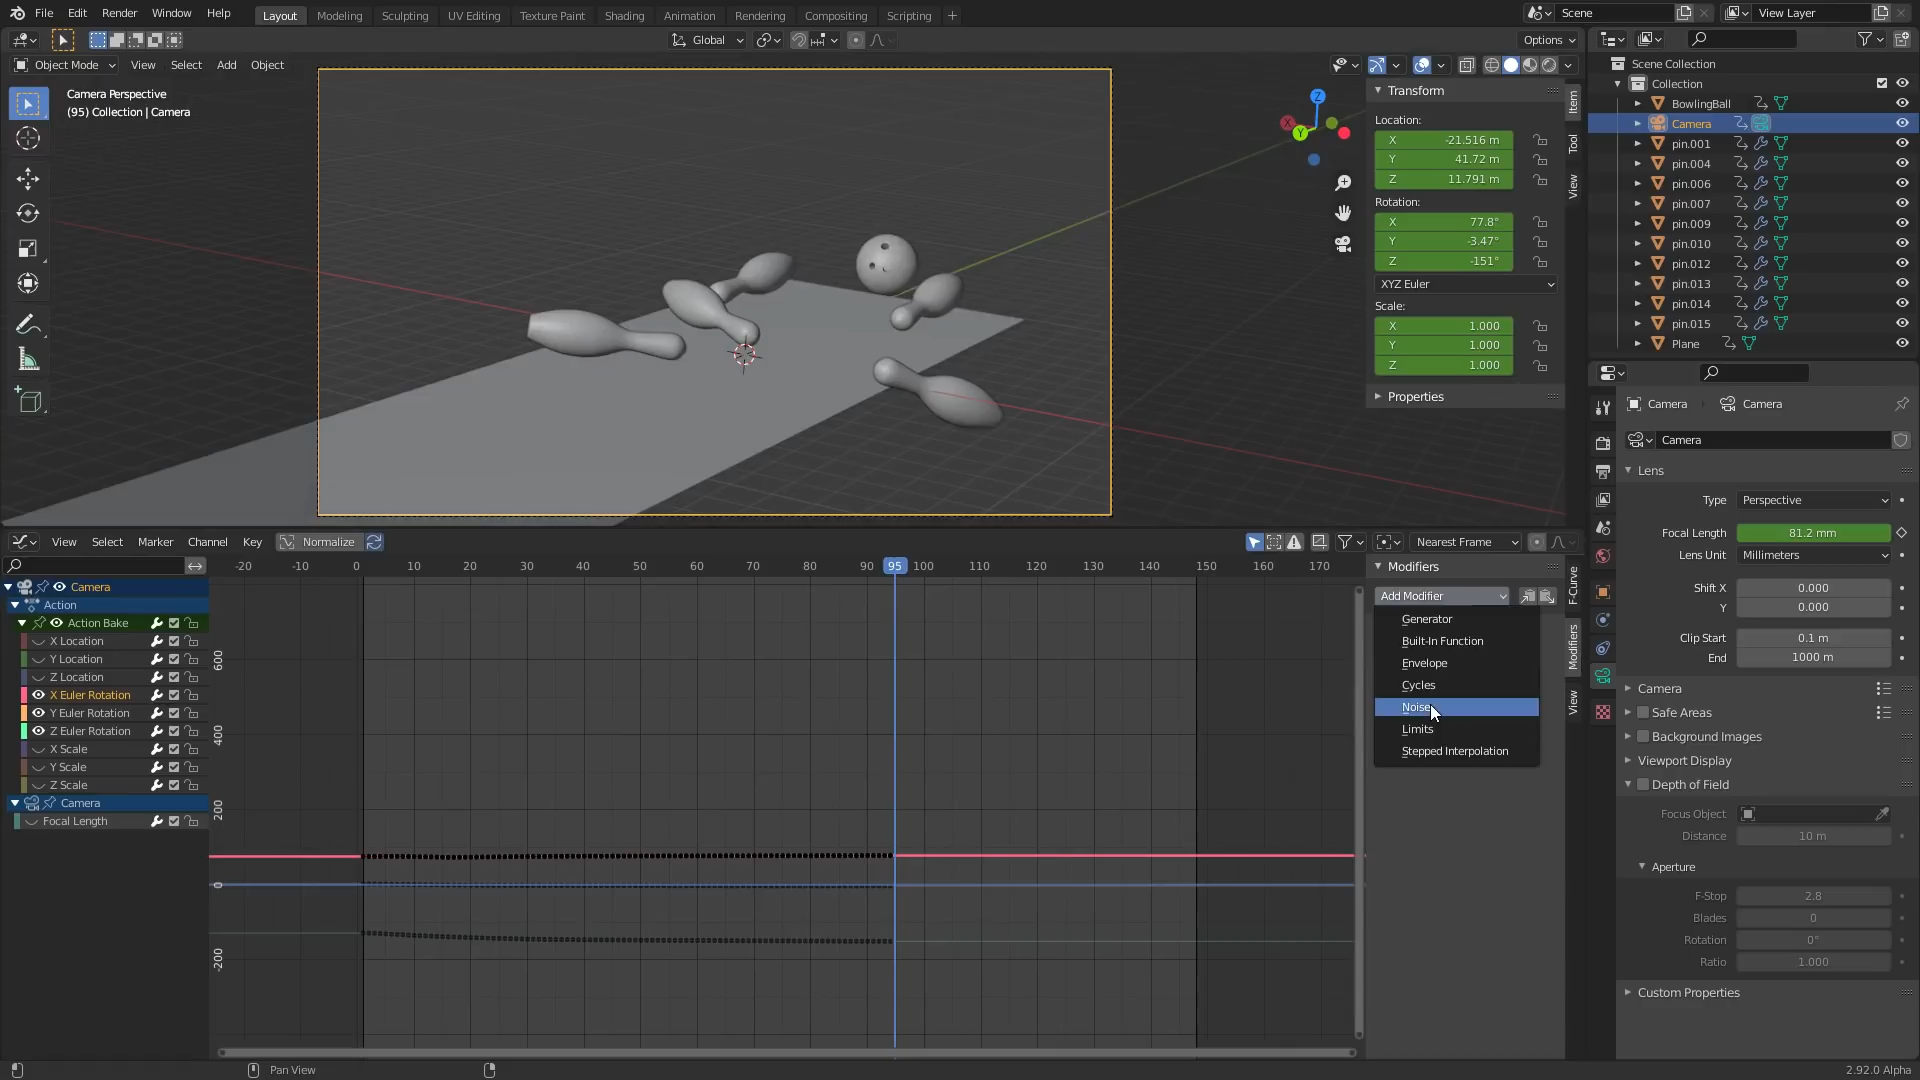 File Edit Render Window Help Layout Modeling Sculpting UV Editing Texture Paint Shading Animation Rendering Compositing Scripting + Scene View Layer
Global Options
Object Mode View Select Add Object
Camera Perspective
(95) Collection | Camera
Z
X
Y
Transform
Location:
X -21.516 m
Y 41.72 m
Z 11.791 m
Rotation:
X 77.8°
Y -3.47°
Z -151°
XYZ Euler
Scale:
X 1.000
Y 1.000
Z 1.000
Properties
Item
Tool
View
Scene Collection
Collection
BowlingBall
Camera
pin.001
pin.004
pin.006
pin.007
pin.009
pin.010
pin.012
pin.013
pin.014
pin.015
Plane
Camera Camera
Camera
Lens
Type Perspective
Focal Length 81.2 mm
Lens Unit Millimeters
Shift X 0.000
Y 0.000
Clip Start 0.1 m
End 1000 m
Camera
Safe Areas
Background Images
Viewport Display
Depth of Field
Focus Object
Distance 10 m
Aperture
F-Stop 2.8
Blades 0
Rotation 0°
Ratio 1.000
Custom Properties
View Select Marker Channel Key Normalize Nearest Frame
-20 -10 0 10 20 30 40 50 60 70 80 90 95 100 110 120 130 140 150 160 170
Camera
Action
Action Bake
X Location
Y Location
Z Location
X Euler Rotation
Y Euler Rotation
Z Euler Rotation
X Scale
Y Scale
Z Scale
Camera
Focal Length
600
400
200
0
-200
Modifiers
Add Modifier
Generator
Built-In Function
Envelope
Cycles
Noise
Limits
Stepped Interpolation
F-Curve
Modifiers
View
Pan View
2.92.0 Alpha